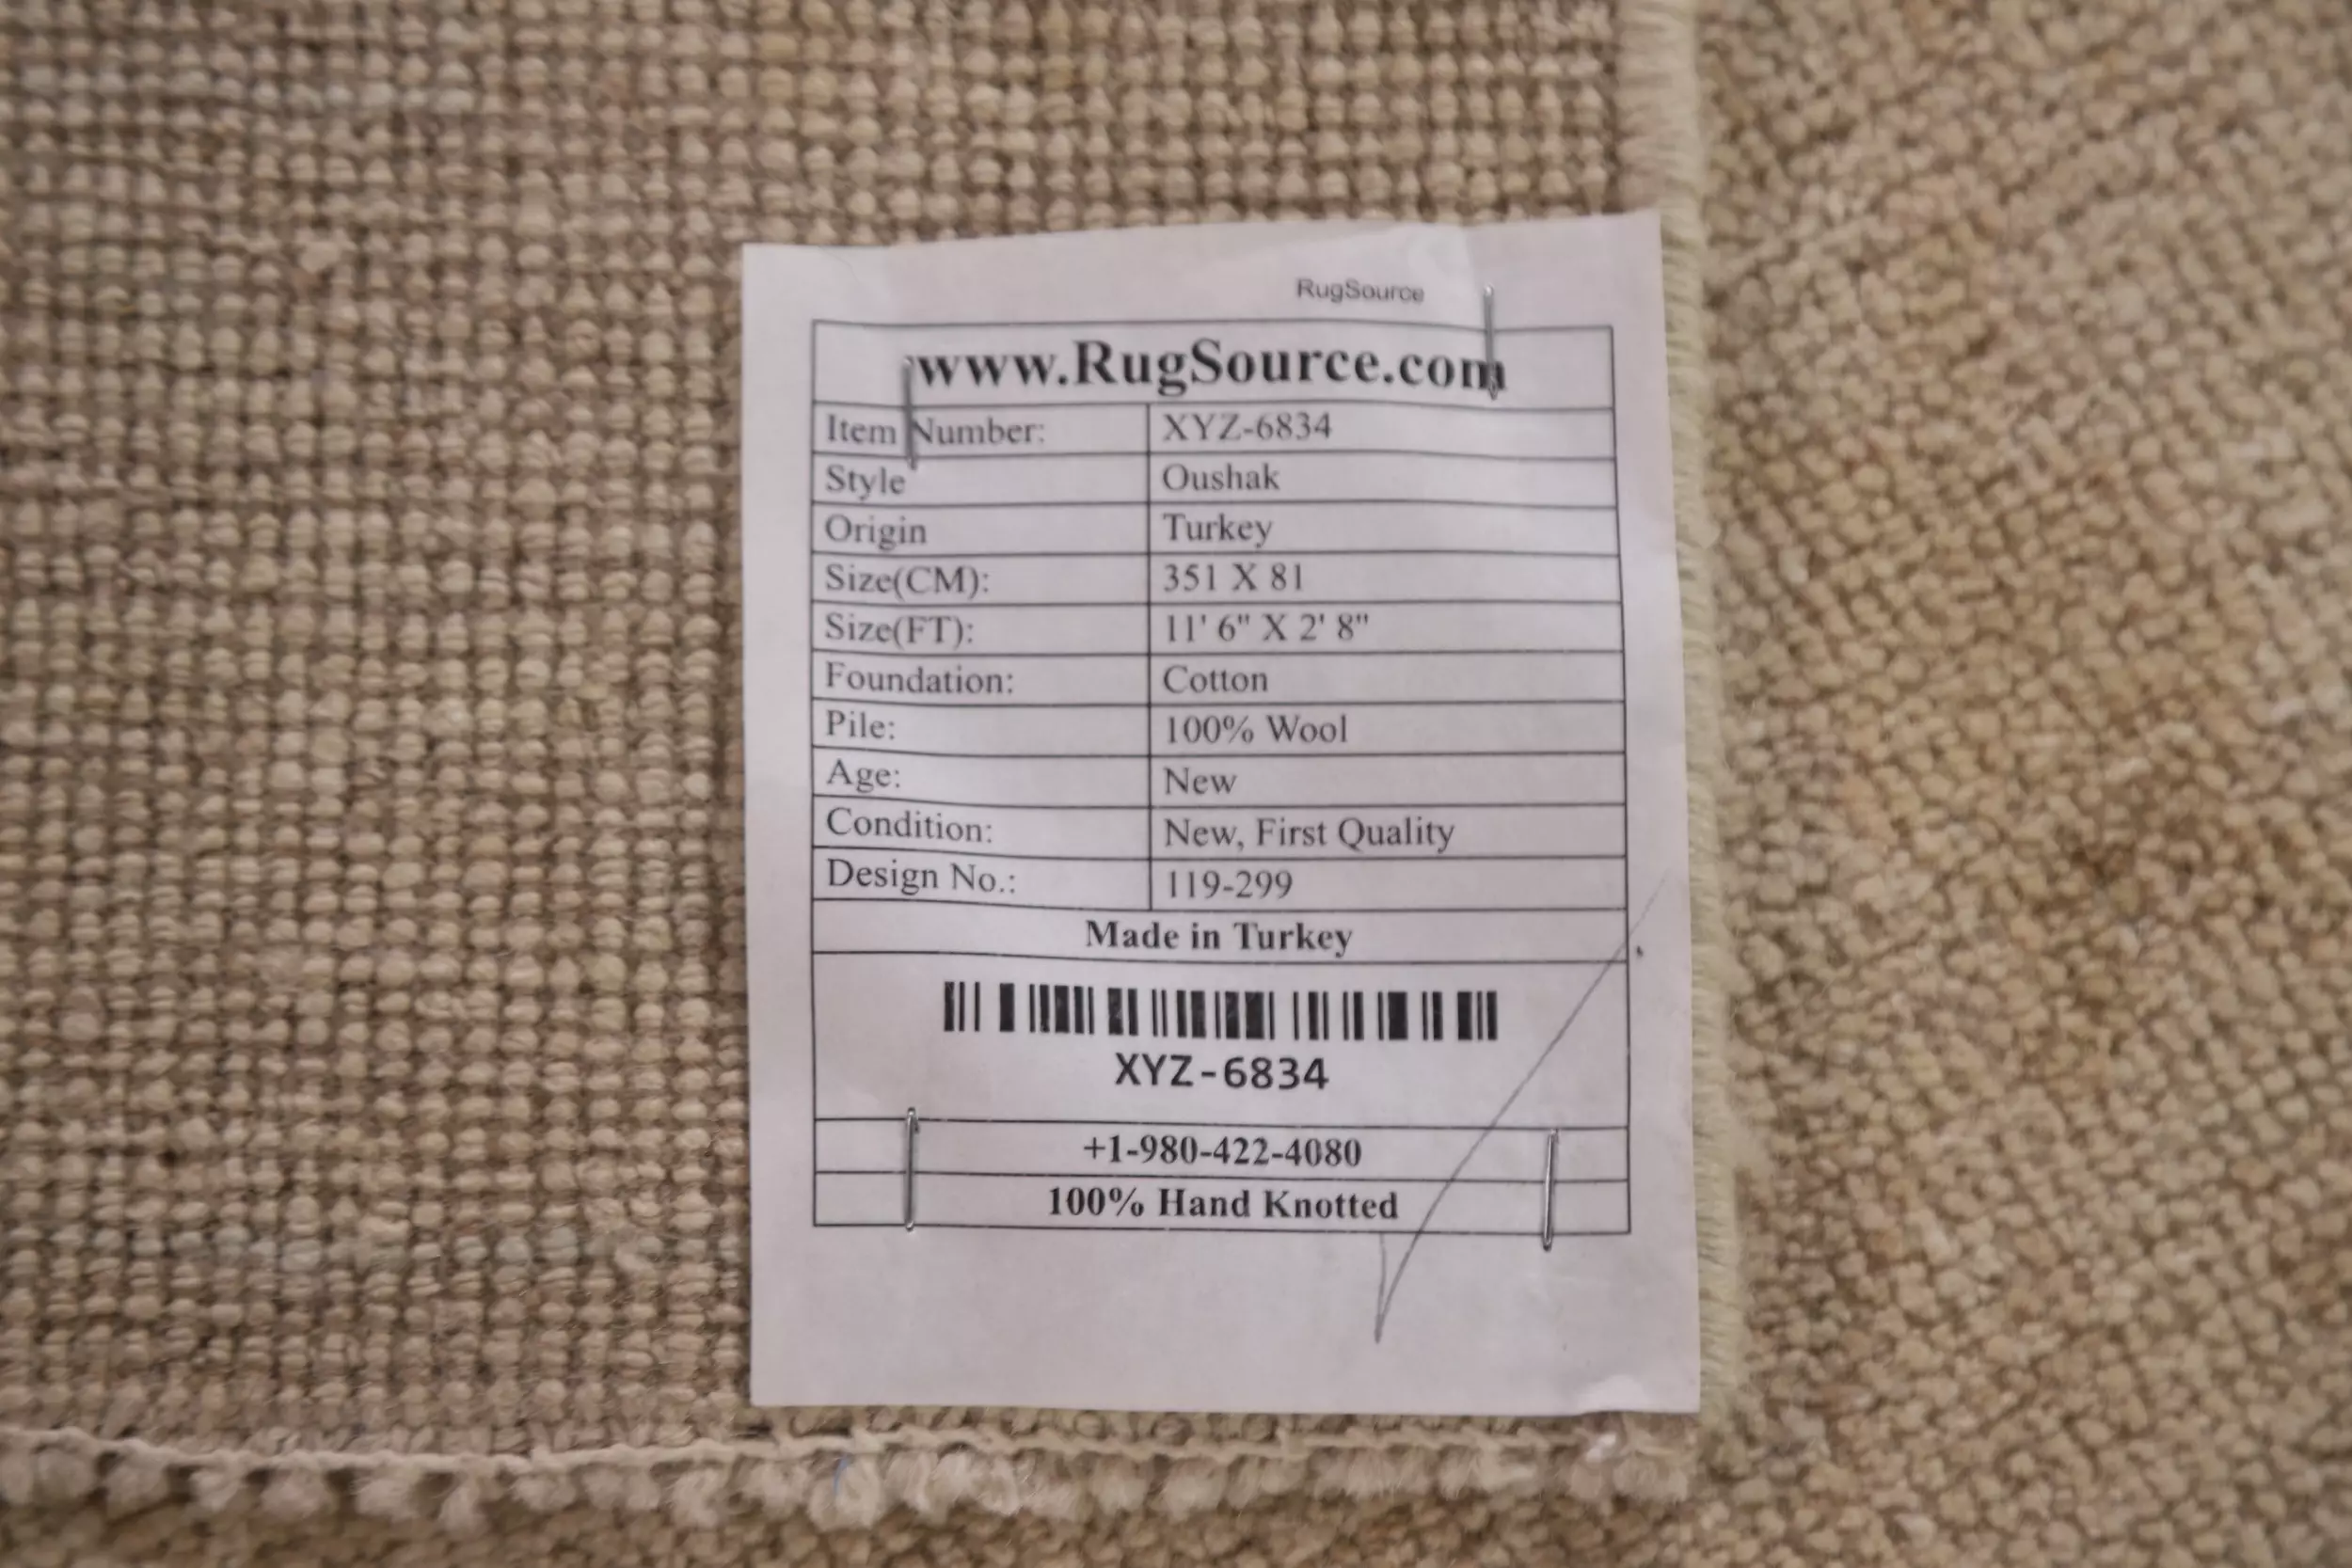 RugSource
www.RugSource.com
Item Number: XYZ-6834
Style Oushak
Origin Turkey
Size(CM): 351 X 81
Size(FT): 11' 6" X 2' 8"
Foundation: Cotton
Pile: 100% Wool
Age: New
Condition: New, First Quality
Design No.: 119-299
Made in Turkey
XYZ-6834
+1-980-422-4080
100% Hand Knotted